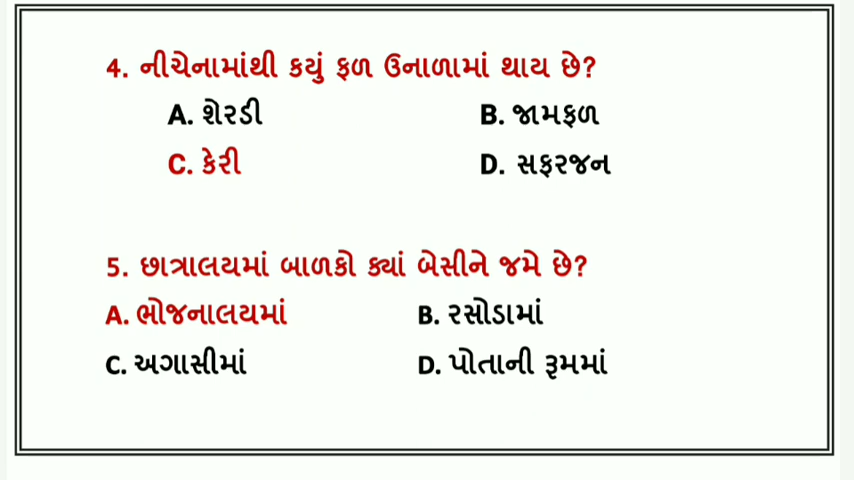 4. નીચેનામાંથી કયું ફળ ઉનાળામાં થાય છે?
A. શેરડી B. જામફળ
C. કેરી D. સફરજન
5. છાત્રાલયમાં બાળકો ક્યાં બેસીને જમે છે?
A. ભોજનાલયમાં B. રસોડામાં
C. અગાસીમાં D. પોતાની રૂમમાં